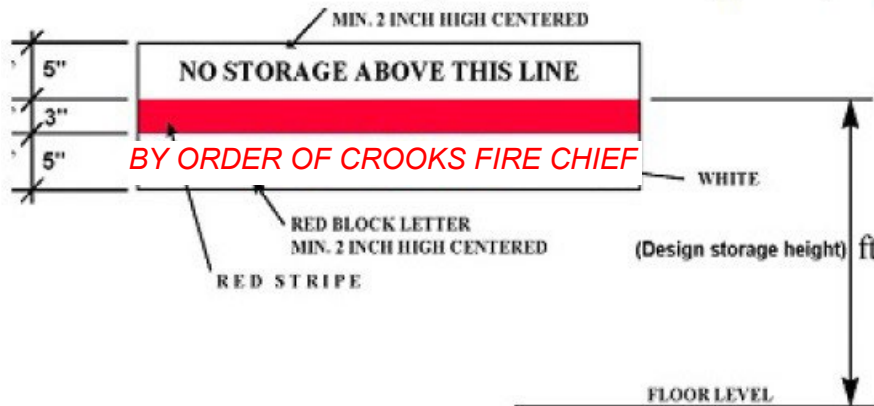 MIN. 2 INCH HIGH CENTERED
5"
NO STORAGE ABOVE THIS LINE
3"
5"
BY ORDER OF CROOKS FIRE CHIEF
WHITE
RED BLOCK LETTER
MIN. 2 INCH HIGH CENTERED
(Design storage height) ft
RED STRIPE
FLOOR LEVEL